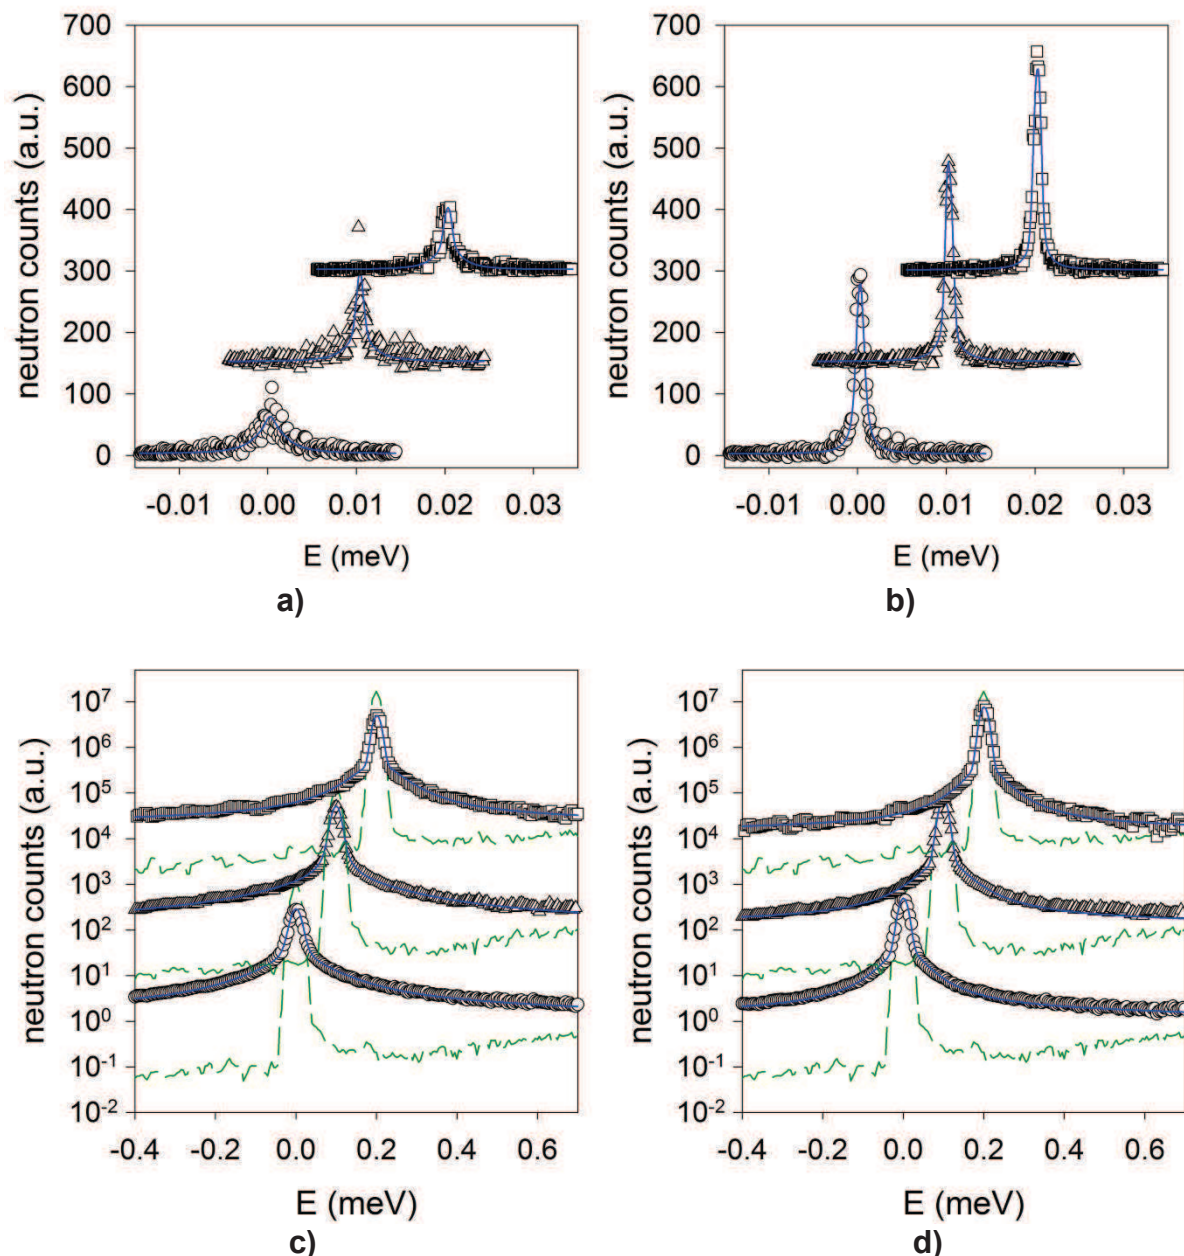 700
600
500
400
300
200
100
0
neutron counts (a.u.)
-0.01 0.00 0.01 0.02 0.03
E (meV)
a)
700
600
500
400
300
200
100
0
neutron counts (a.u.)
-0.01 0.00 0.01 0.02 0.03
E (meV)
b)
10⁷
10⁶
10⁵
10⁴
10³
10²
10¹
10⁰
10⁻¹
10⁻²
neutron counts (a.u.)
-0.4 -0.2 0.0 0.2 0.4 0.6
E (meV)
c)
10⁷
10⁶
10⁵
10⁴
10³
10²
10¹
10⁰
10⁻¹
10⁻²
neutron counts (a.u.)
-0.4 -0.2 0.0 0.2 0.4 0.6
E (meV)
d)